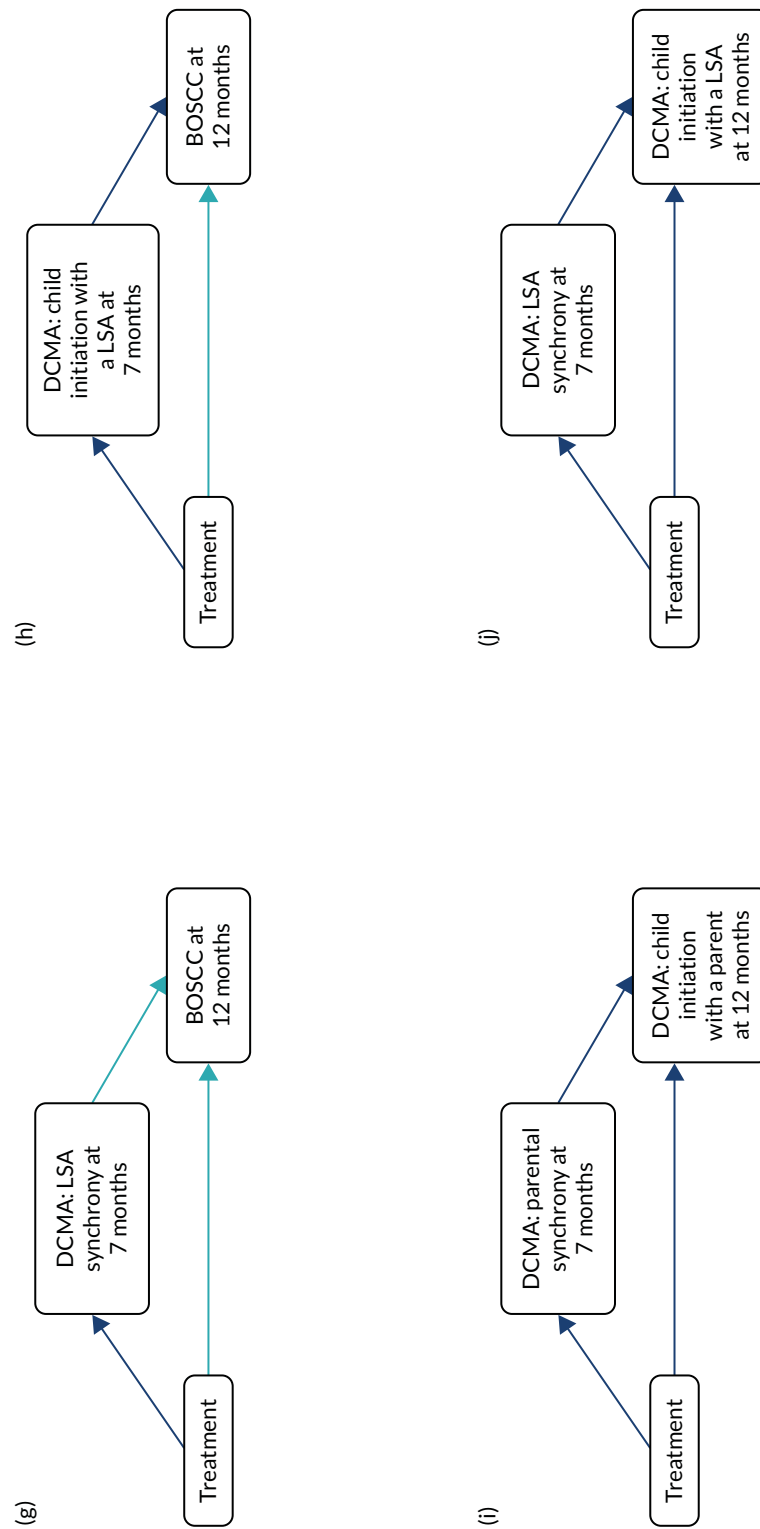 (g)
DCMA: LSA
synchrony at
7 months
Treatment
BOSCC at
12 months
(h)
DCMA: child
initiation with
a LSA at
7 months
Treatment
BOSCC at
12 months
(i)
DCMA: parental
synchrony at
7 months
Treatment
DCMA: child
initiation
with a parent
at 12 months
(j)
DCMA: LSA
synchrony at
7 months
Treatment
DCMA: child
initiation
with a LSA
at 12 months